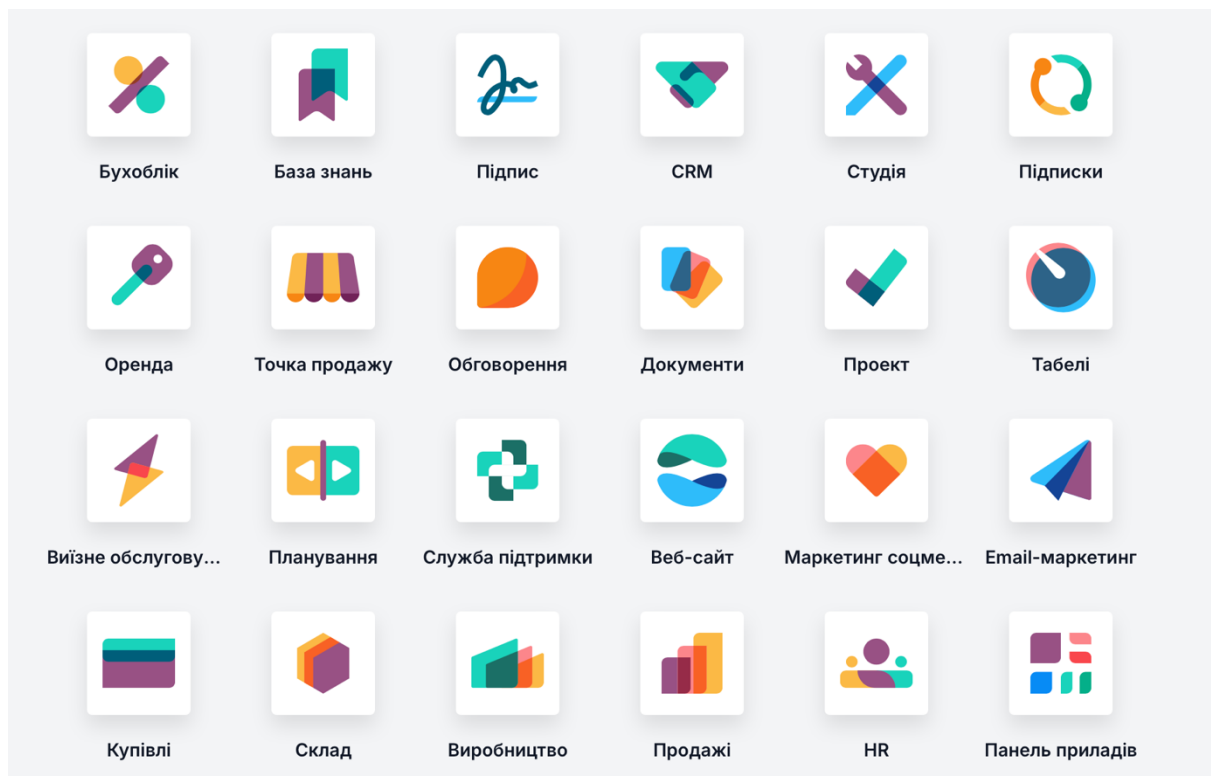 Бухоблік
База знань
Підпис
CRM
Студія
Підписки
Оренда
Точка продажу
Обговорення
Документи
Проект
Табелі
Виїзне обслугову...
Планування
Служба підтримки
Веб-сайт
Маркетинг соцме...
Email-маркетинг
Купівлі
Склад
Виробництво
Продажі
HR
Панель приладів